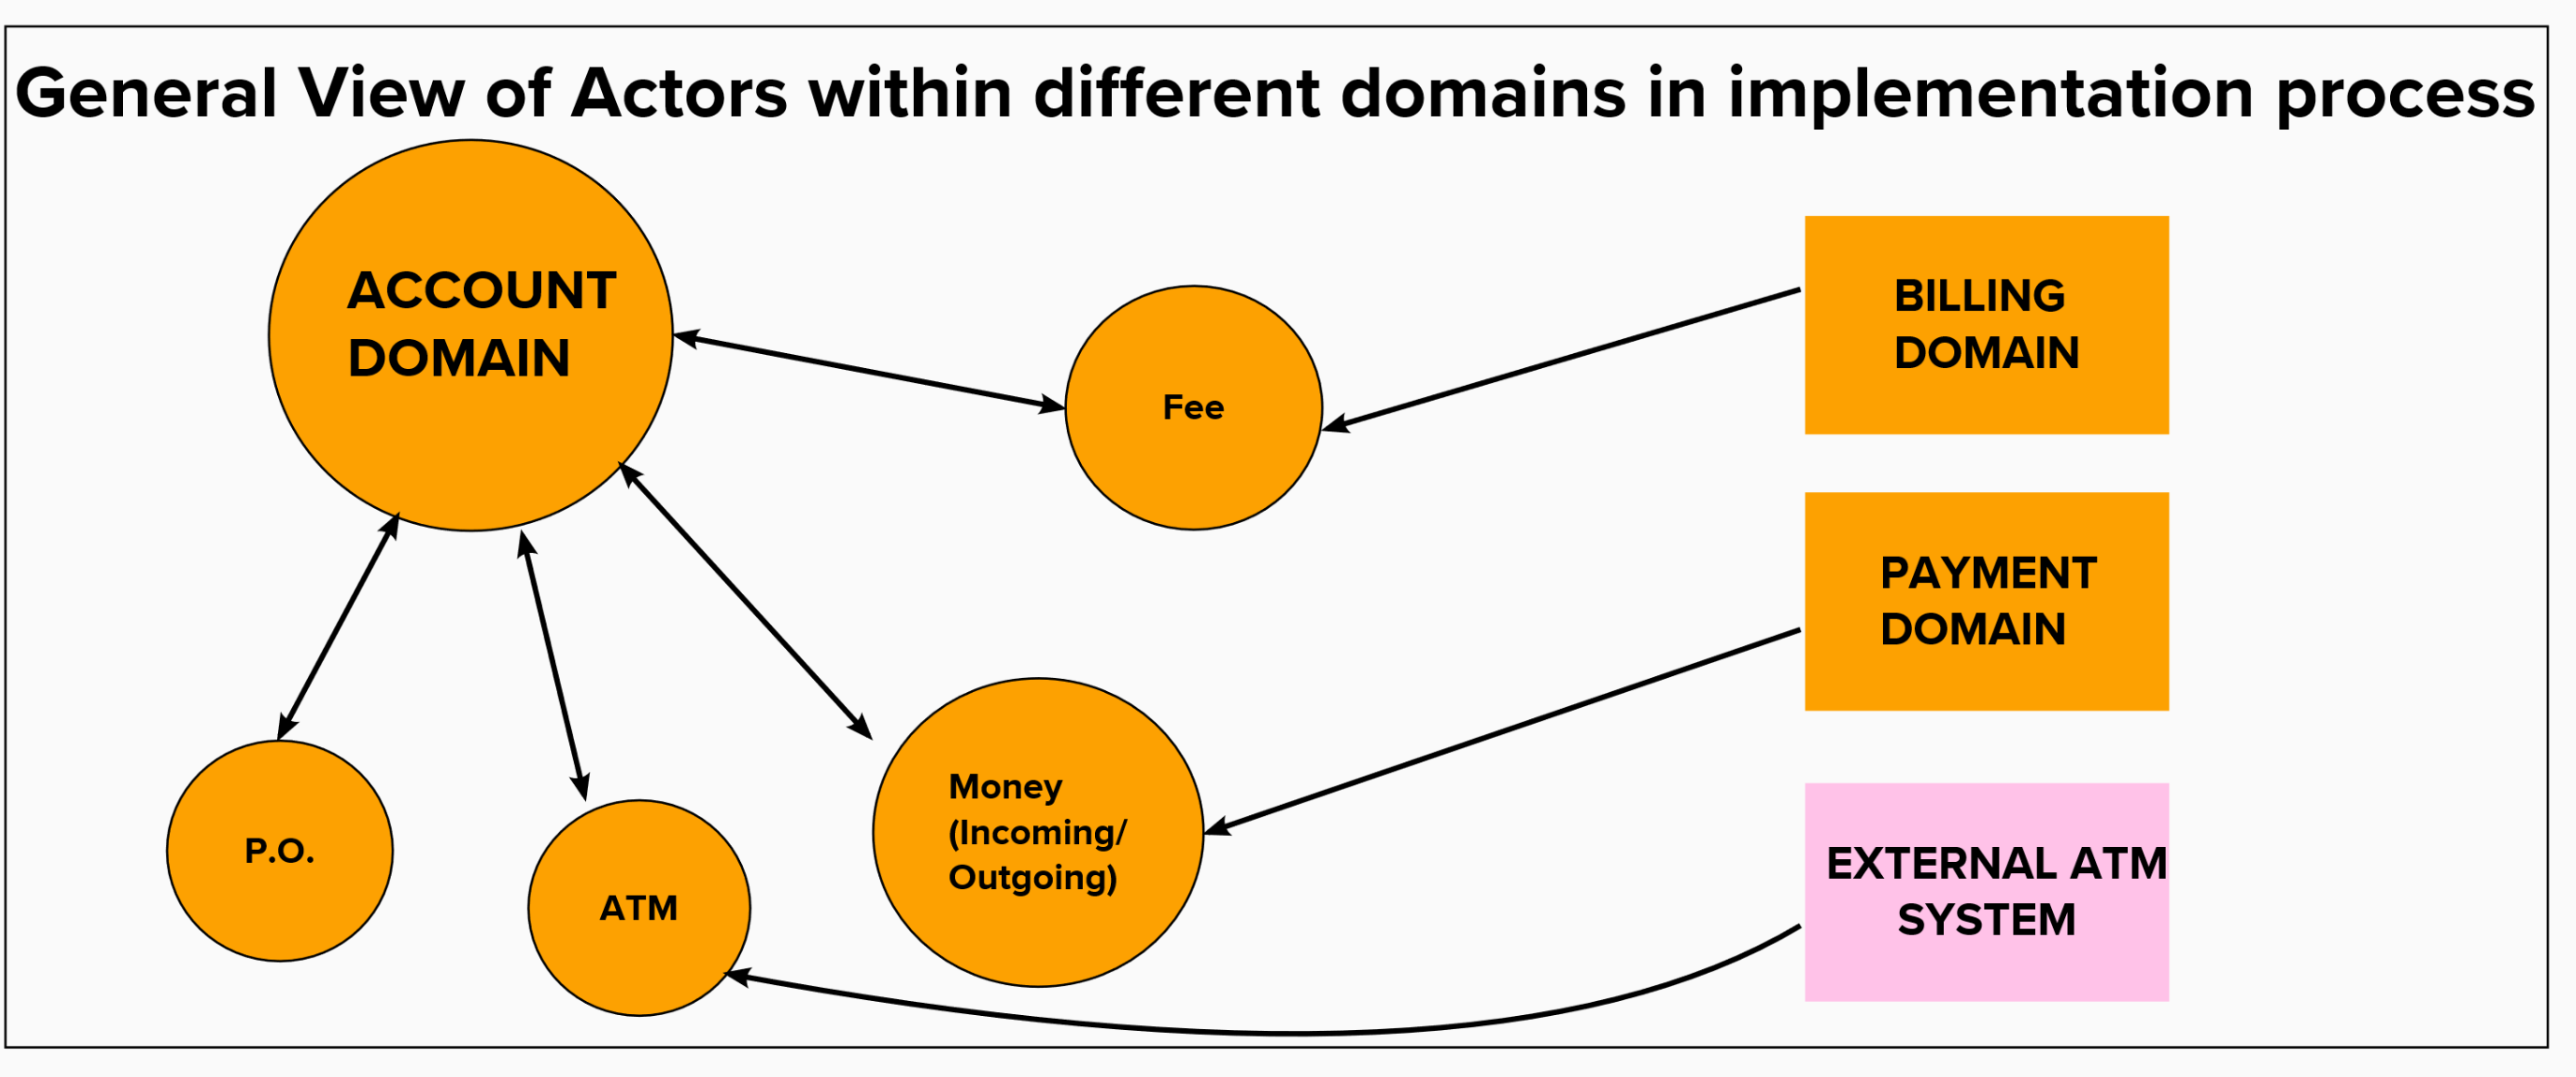 General View of Actors within different domains in implementation process
ACCOUNT
DOMAIN
Fee
BILLING
DOMAIN
PAYMENT
DOMAIN
P.O.
ATM
Money
(Incoming/
Outgoing)
EXTERNAL ATM
SYSTEM